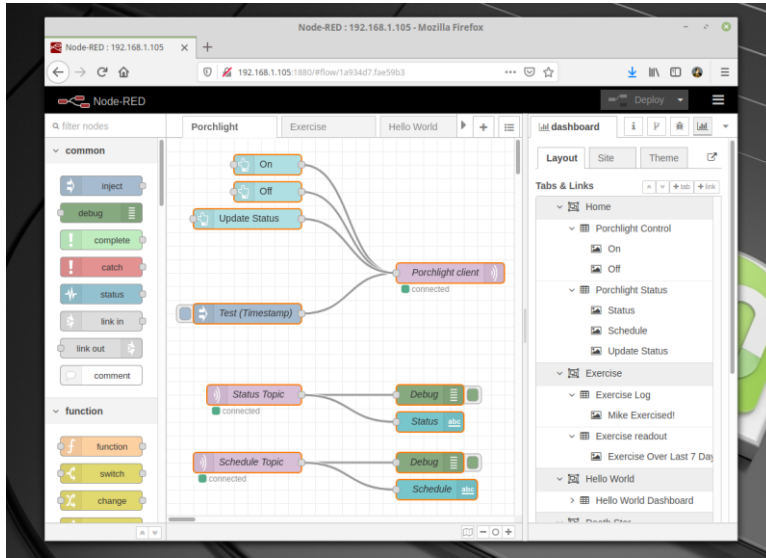 Node-RED : 192.168.1.105 - Mozilla Firefox
Node-RED : 192.168.1.105
192.168.1.105:1880/#flow/1a934d7.fae59b3
Node-RED
Deploy
filter nodes
common
inject
debug
complete
catch
status
link in
link out
comment
function
function
switch
change
Porchlight
Exercise
Hello World
On
Off
Update Status
Porchlight client
connected
Test (Timestamp)
Status Topic
connected
Debug
Status
abc
Schedule Topic
connected
Debug
Schedule
abc
dashboard
i
Layout
Site
Theme
Tabs & Links
+ tab
+ link
Home
Porchlight Control
On
Off
Porchlight Status
Status
Schedule
Update Status
Exercise
Exercise Log
Mike Exercised!
Exercise readout
Exercise Over Last 7 Day
Hello World
Hello World Dashboard